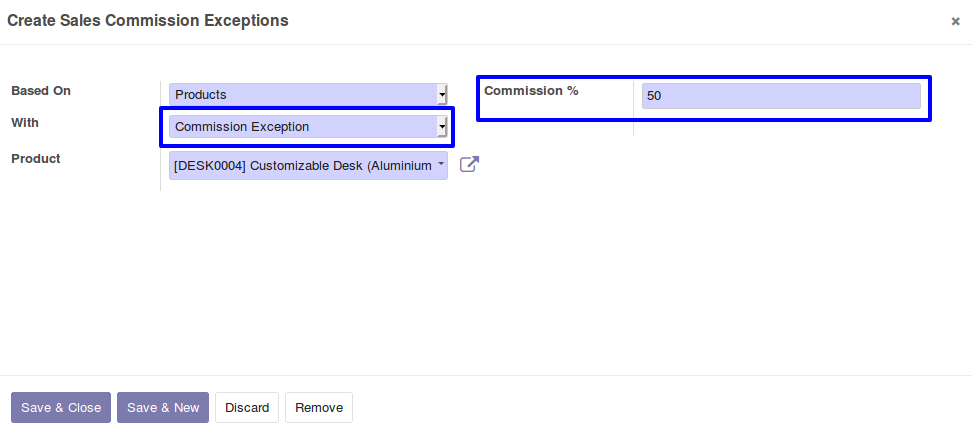 Create Sales Commission Exceptions ×
Based On Products Commission % 50
With Commission Exception
Product [DESK0004] Customizable Desk (Aluminium
Save & Close Save & New Discard Remove